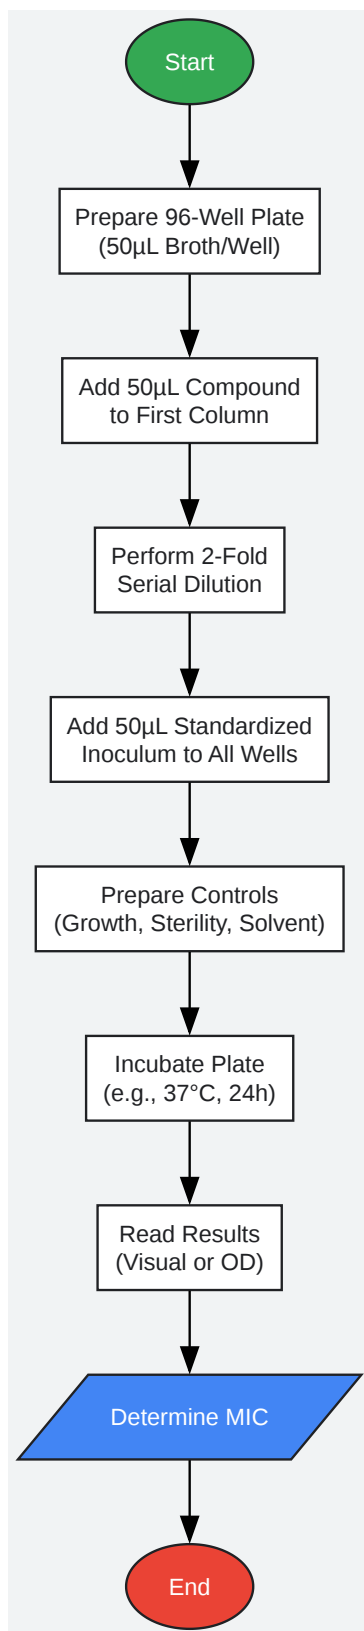 Start
Prepare 96-Well Plate
(50µL Broth/Well)
Add 50µL Compound
to First Column
Perform 2-Fold
Serial Dilution
Add 50µL Standardized
Inoculum to All Wells
Prepare Controls
(Growth, Sterility, Solvent)
Incubate Plate
(e.g., 37°C, 24h)
Read Results
(Visual or OD)
Determine MIC
End